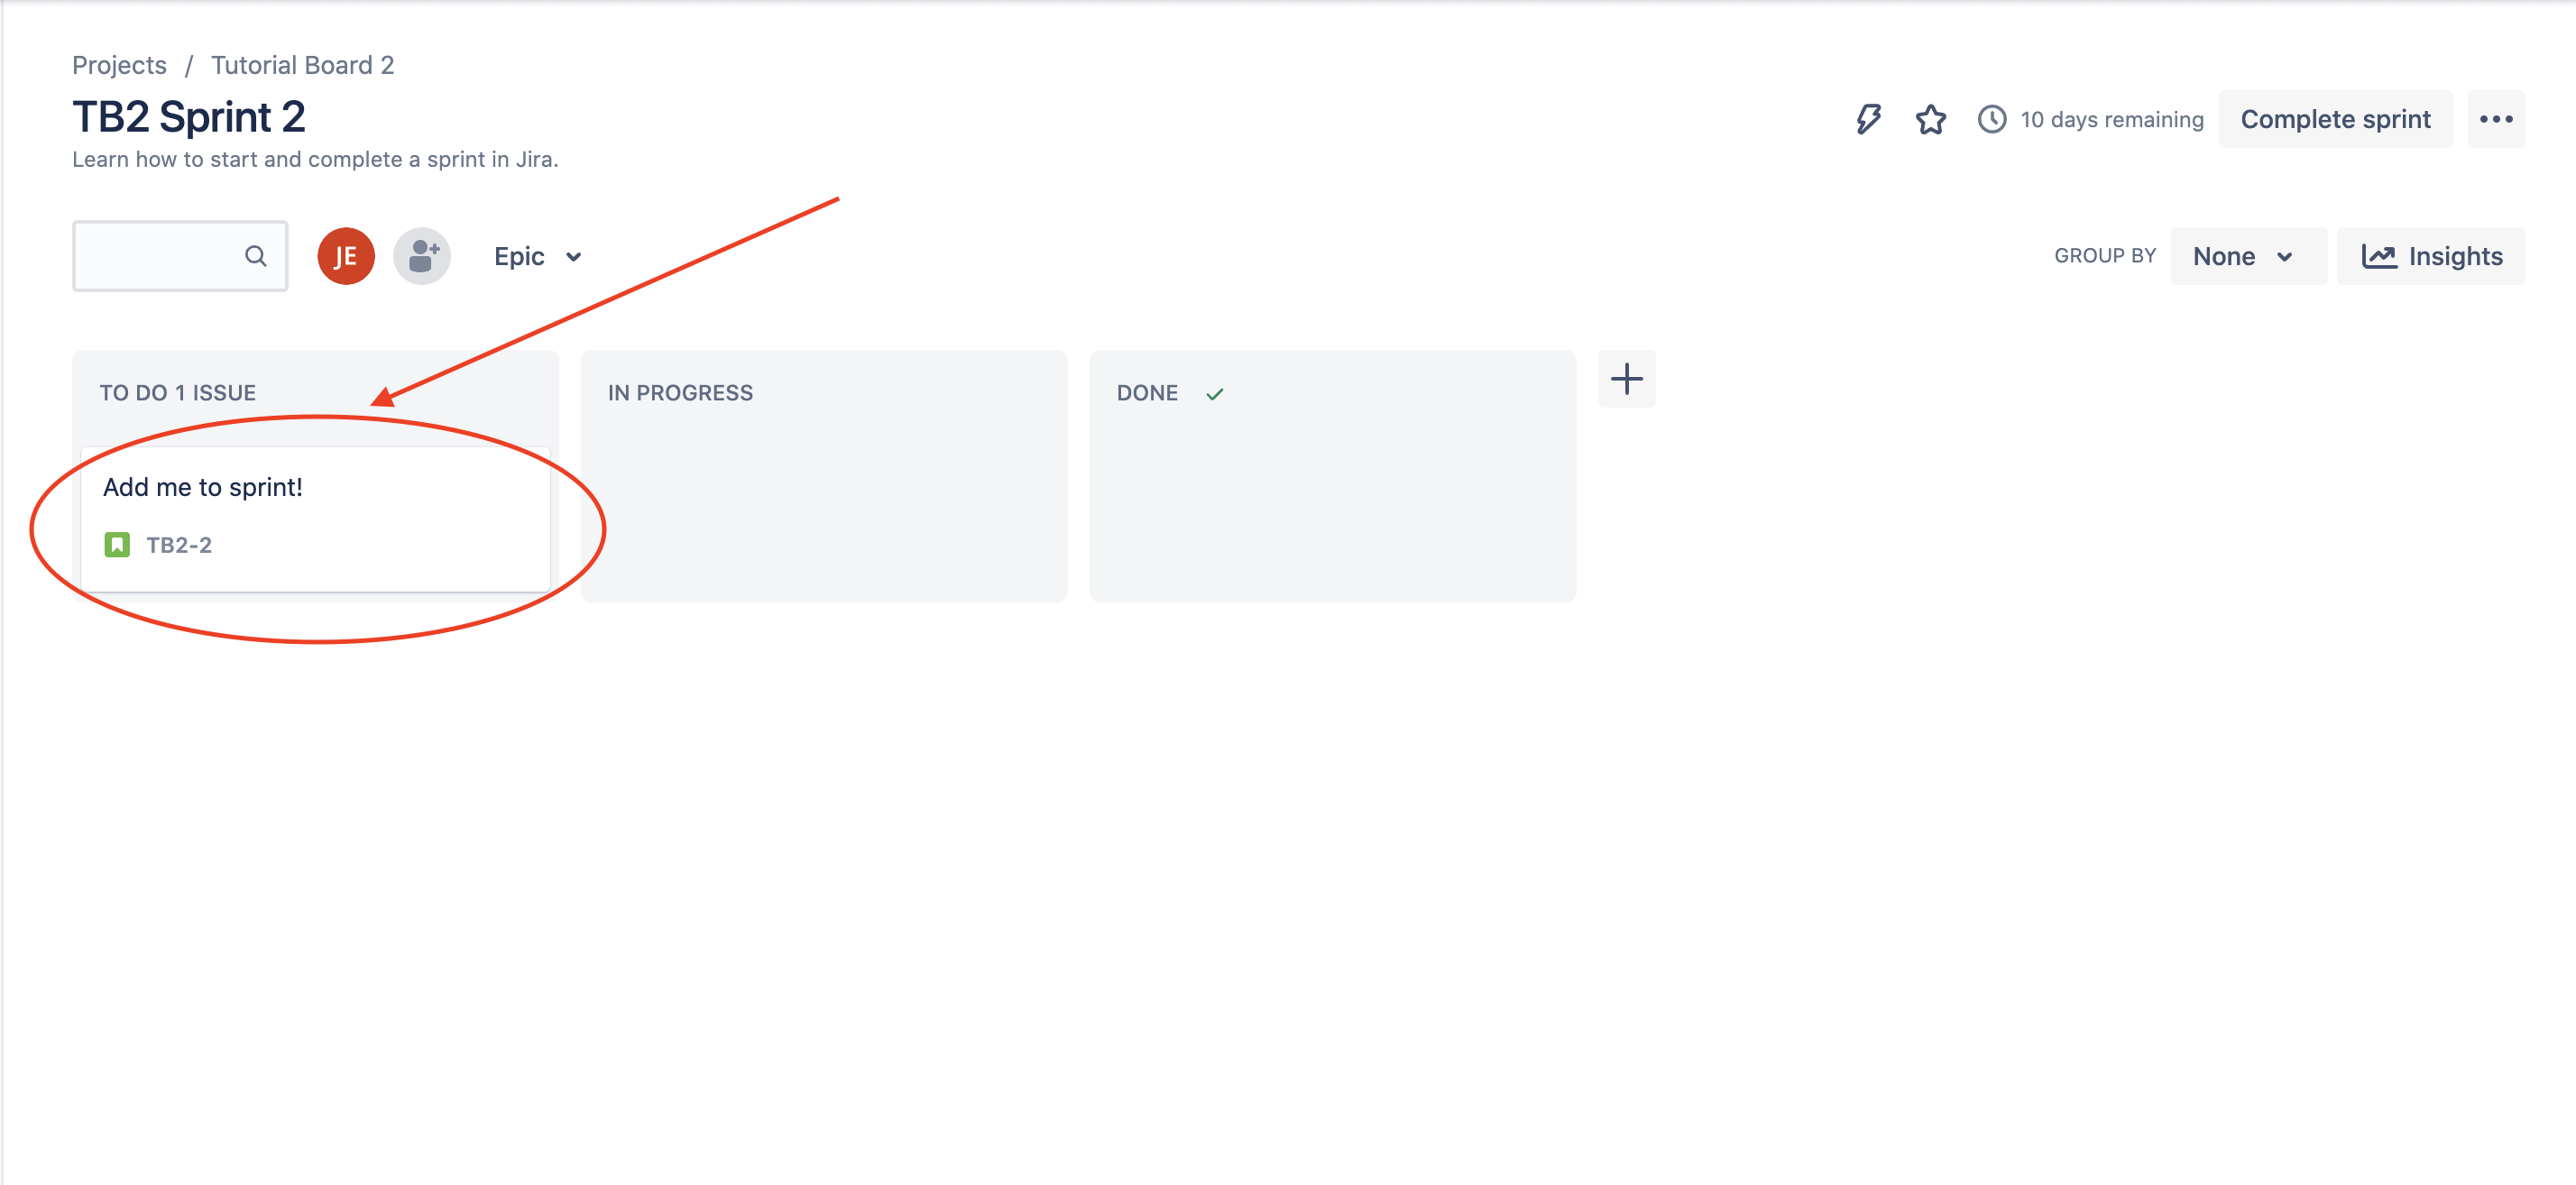 Projects / Tutorial Board 2
TB2 Sprint 2
Learn how to start and complete a sprint in Jira.
10 days remaining
Complete sprint
JE
Epic
GROUP BY
None
Insights
TO DO 1 ISSUE
IN PROGRESS
DONE
Add me to sprint!
TB2-2